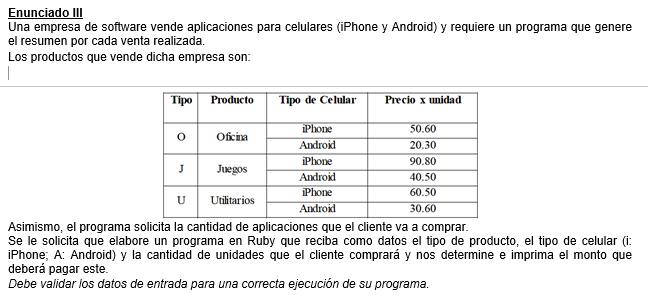 Enunciado III
Una empresa de software vende aplicaciones para celulares (iPhone y Android) y requiere un programa que genere
el resumen por cada venta realizada.
Los productos que vende dicha empresa son:
Tipo Producto Tipo de Celular Precio x unidad
O Oficina iPhone 50.60
Android 20.30
J Juegos iPhone 90.80
Android 40.50
U Utilitarios iPhone 60.50
Android 30.60
Asimismo, el programa solicita la cantidad de aplicaciones que el cliente va a comprar.
Se le solicita que elabore un programa en Ruby que reciba como datos el tipo de producto, el tipo de celular (i:
iPhone; A: Android) y la cantidad de unidades que el cliente comprará y nos determine e imprima el monto que
deberá pagar este.
Debe validar los datos de entrada para una correcta ejecución de su programa.